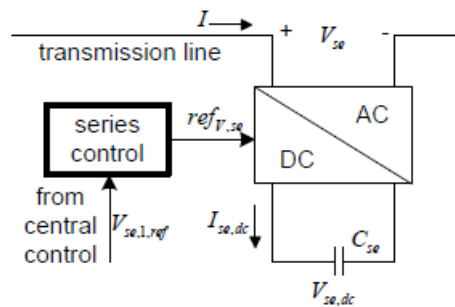 I
+ V_se -
transmission line
series
control
ref_V,se
AC
DC
from
central
control
V_se,1,ref
I_se,dc
C_se
V_se,dc